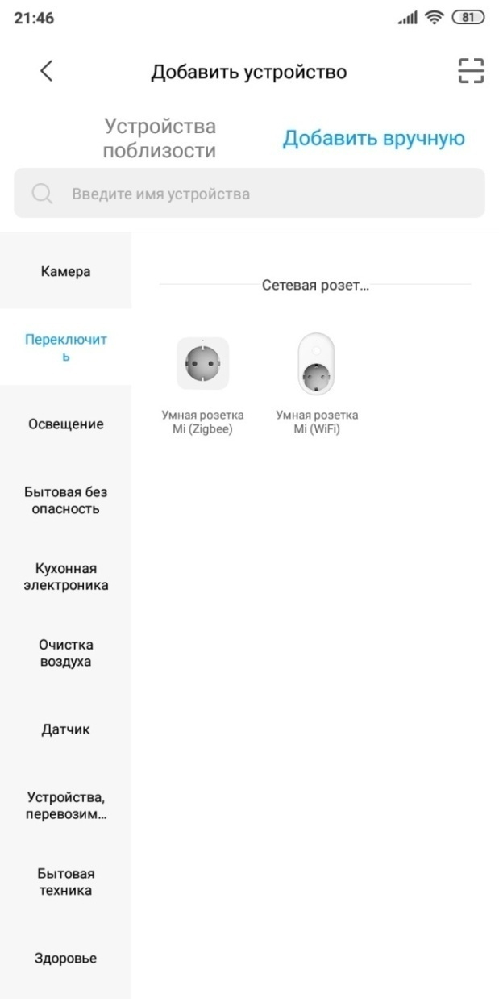 21:46
81
Добавить устройство
Устройства
поблизости
Добавить вручную
Введите имя устройства
Камера
Переключит
ь
Освещение
Бытовая без
опасность
Кухонная
электроника
Очистка
воздуха
Датчик
Устройства,
перевозим...
Бытовая
техника
Здоровье
Сетевая розет...
Умная розетка
Mi (Zigbee)
Умная розетка
Mi (WiFi)